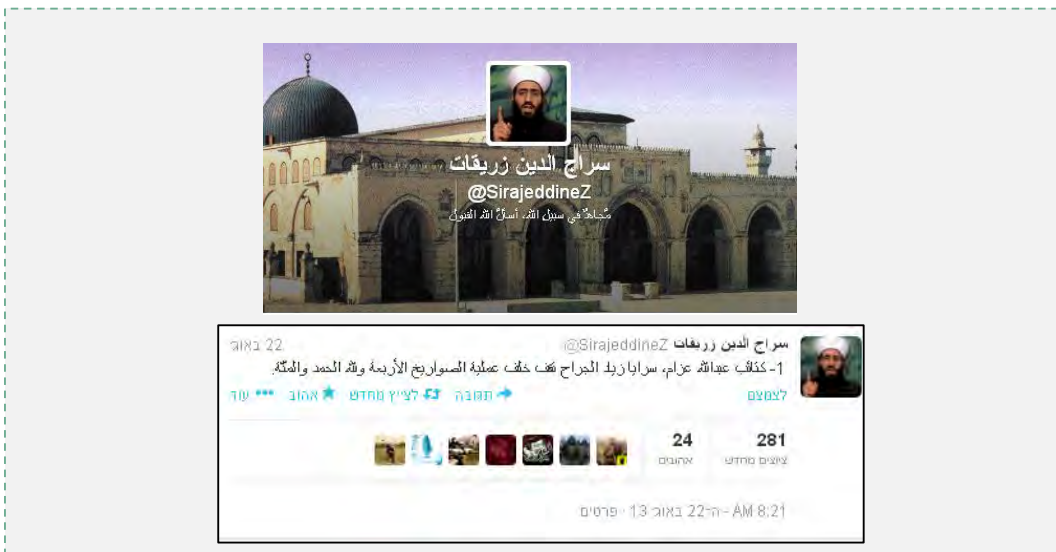 سراج الدين زريقات
@SirajeddineZ
مُجاهدٌ في سبيل الله، أسألُ الله القبول
سراج الدين زريقات @SirajeddineZ
22 באוג
1- كتائب عبدالله عزام، سرايا زياد الجراح تقف خلف عملية الصواريخ الأربعة ولله الحمد والمنّة.
לצמצם
תגובה לצייץ מחדש אהוב עוד
281 24
ציוצים מחדש אהובים
8:21 AM - ה-22 באוג 13 · פרטים